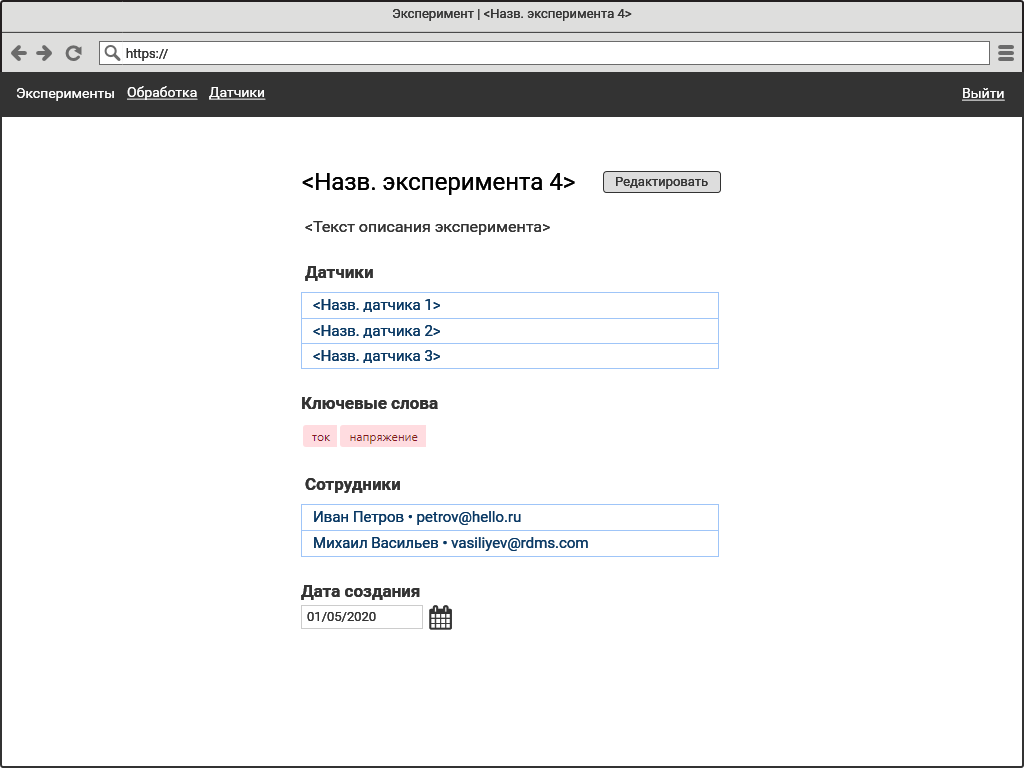 Эксперимент | <Назв. эксперимента 4>
https://
Эксперименты Обработка Датчики Выйти
<Назв. эксперимента 4> Редактировать
<Текст описания эксперимента>
Датчики
<Назв. датчика 1>
<Назв. датчика 2>
<Назв. датчика 3>
Ключевые слова
ток напряжение
Сотрудники
Иван Петров • petrov@hello.ru
Михаил Васильев • vasiliyev@rdms.com
Дата создания
01/05/2020